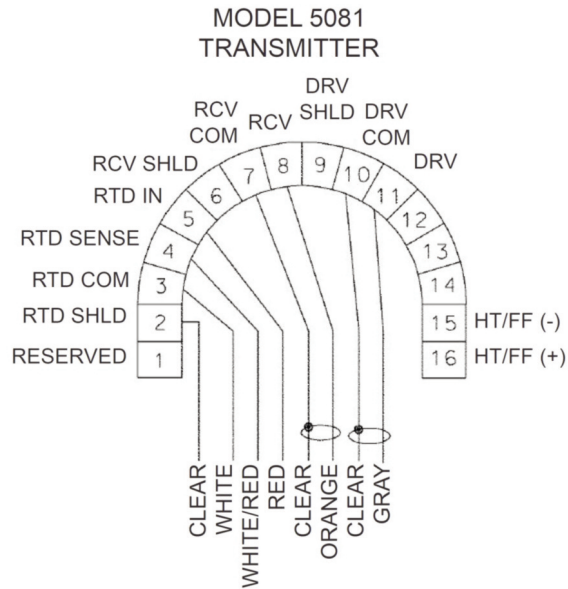 MODEL 5081
TRANSMITTER
DRV
SHLD
DRV
COM
RCV
COM
RCV
DRV
RCV SHLD
RTD IN
RTD SENSE
RTD COM
RTD SHLD
RESERVED
1
2
3
4
5
6
7
8
9
10
11
12
13
14
15
16
HT/FF (-)
HT/FF (+)
CLEAR
WHITE
WHITE/RED
RED
CLEAR
ORANGE
CLEAR
GRAY